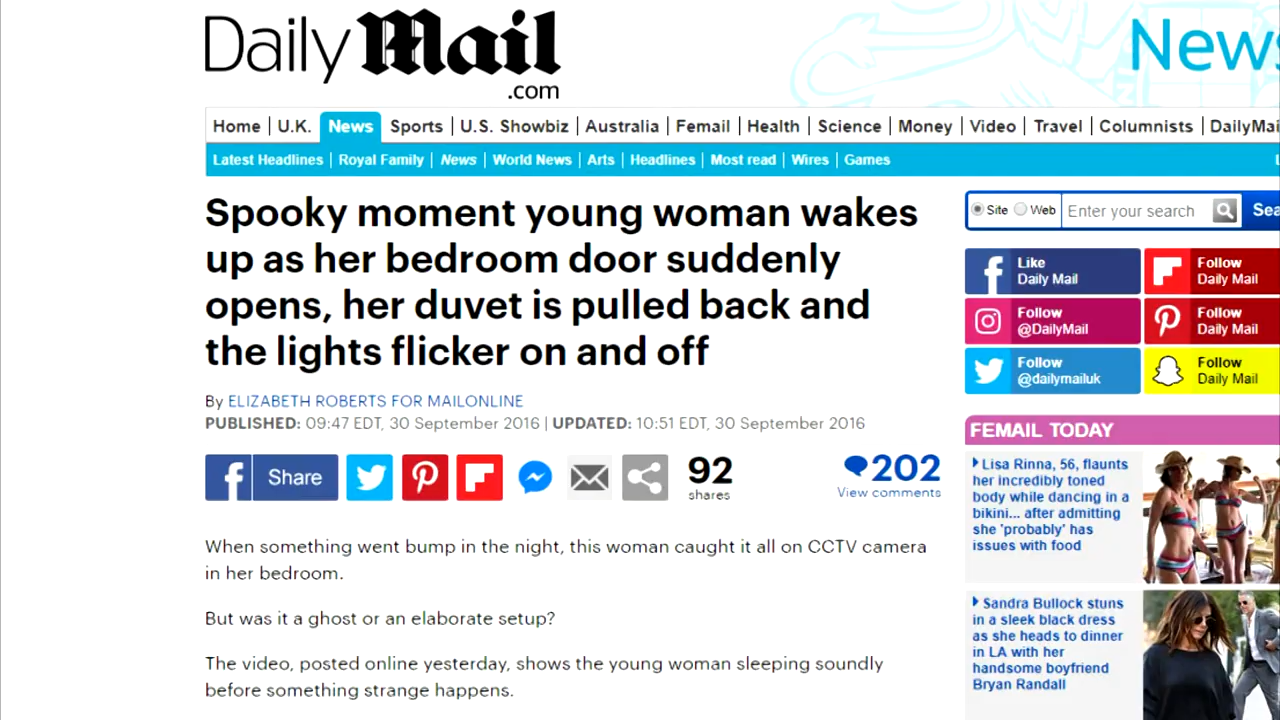 Daily Mail
.com
News
Home | U.K. News Sports | U.S. Showbiz | Australia | Femail | Health | Science | Money | Video | Travel | Columnists |
Latest Headlines | Royal Family | News | World News | Arts | Headlines | Most read | Wires | Games
Spooky moment young woman wakes
up as her bedroom door suddenly
opens, her duvet is pulled back and
the lights flicker on and off
By ELIZABETH ROBERTS FOR MAILONLINE
PUBLISHED: 09:47 EDT, 30 September 2016 | UPDATED: 10:51 EDT, 30 September 2016
Share
92
shares
202
View comments
When something went bump in the night, this woman caught it all on CCTV camera
in her bedroom.
But was it a ghost or an elaborate setup?
The video, posted online yesterday, shows the young woman sleeping soundly
before something strange happens.
Site Web Enter your search
Like
Daily Mail
Follow
Daily Mail
Follow
@DailyMail
Follow
Daily Mail
Follow
@dailymailuk
Follow
Daily Mail
FEMAIL TODAY
Lisa Rinna, 56, flaunts
her incredibly toned
body while dancing in a
bikini... after admitting
she 'probably' has
issues with food
Sandra Bullock stuns
in a sleek black dress
as she heads to dinner
in LA with her
handsome boyfriend
Bryan Randall